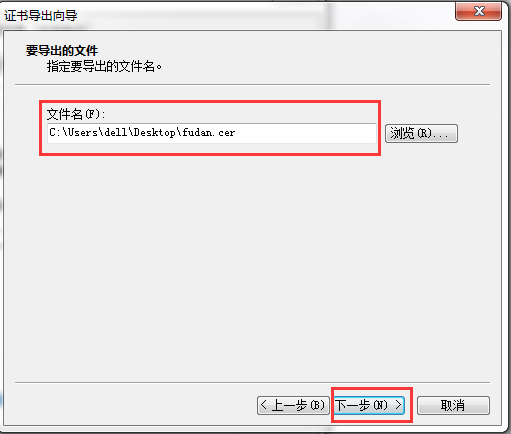 证书导出向导
要导出的文件
指定要导出的文件名。
文件名(F):
C:\Users\dell\Desktop\fudan.cer
浏览(R)...
< 上一步(B)
下一步(N) >
取消